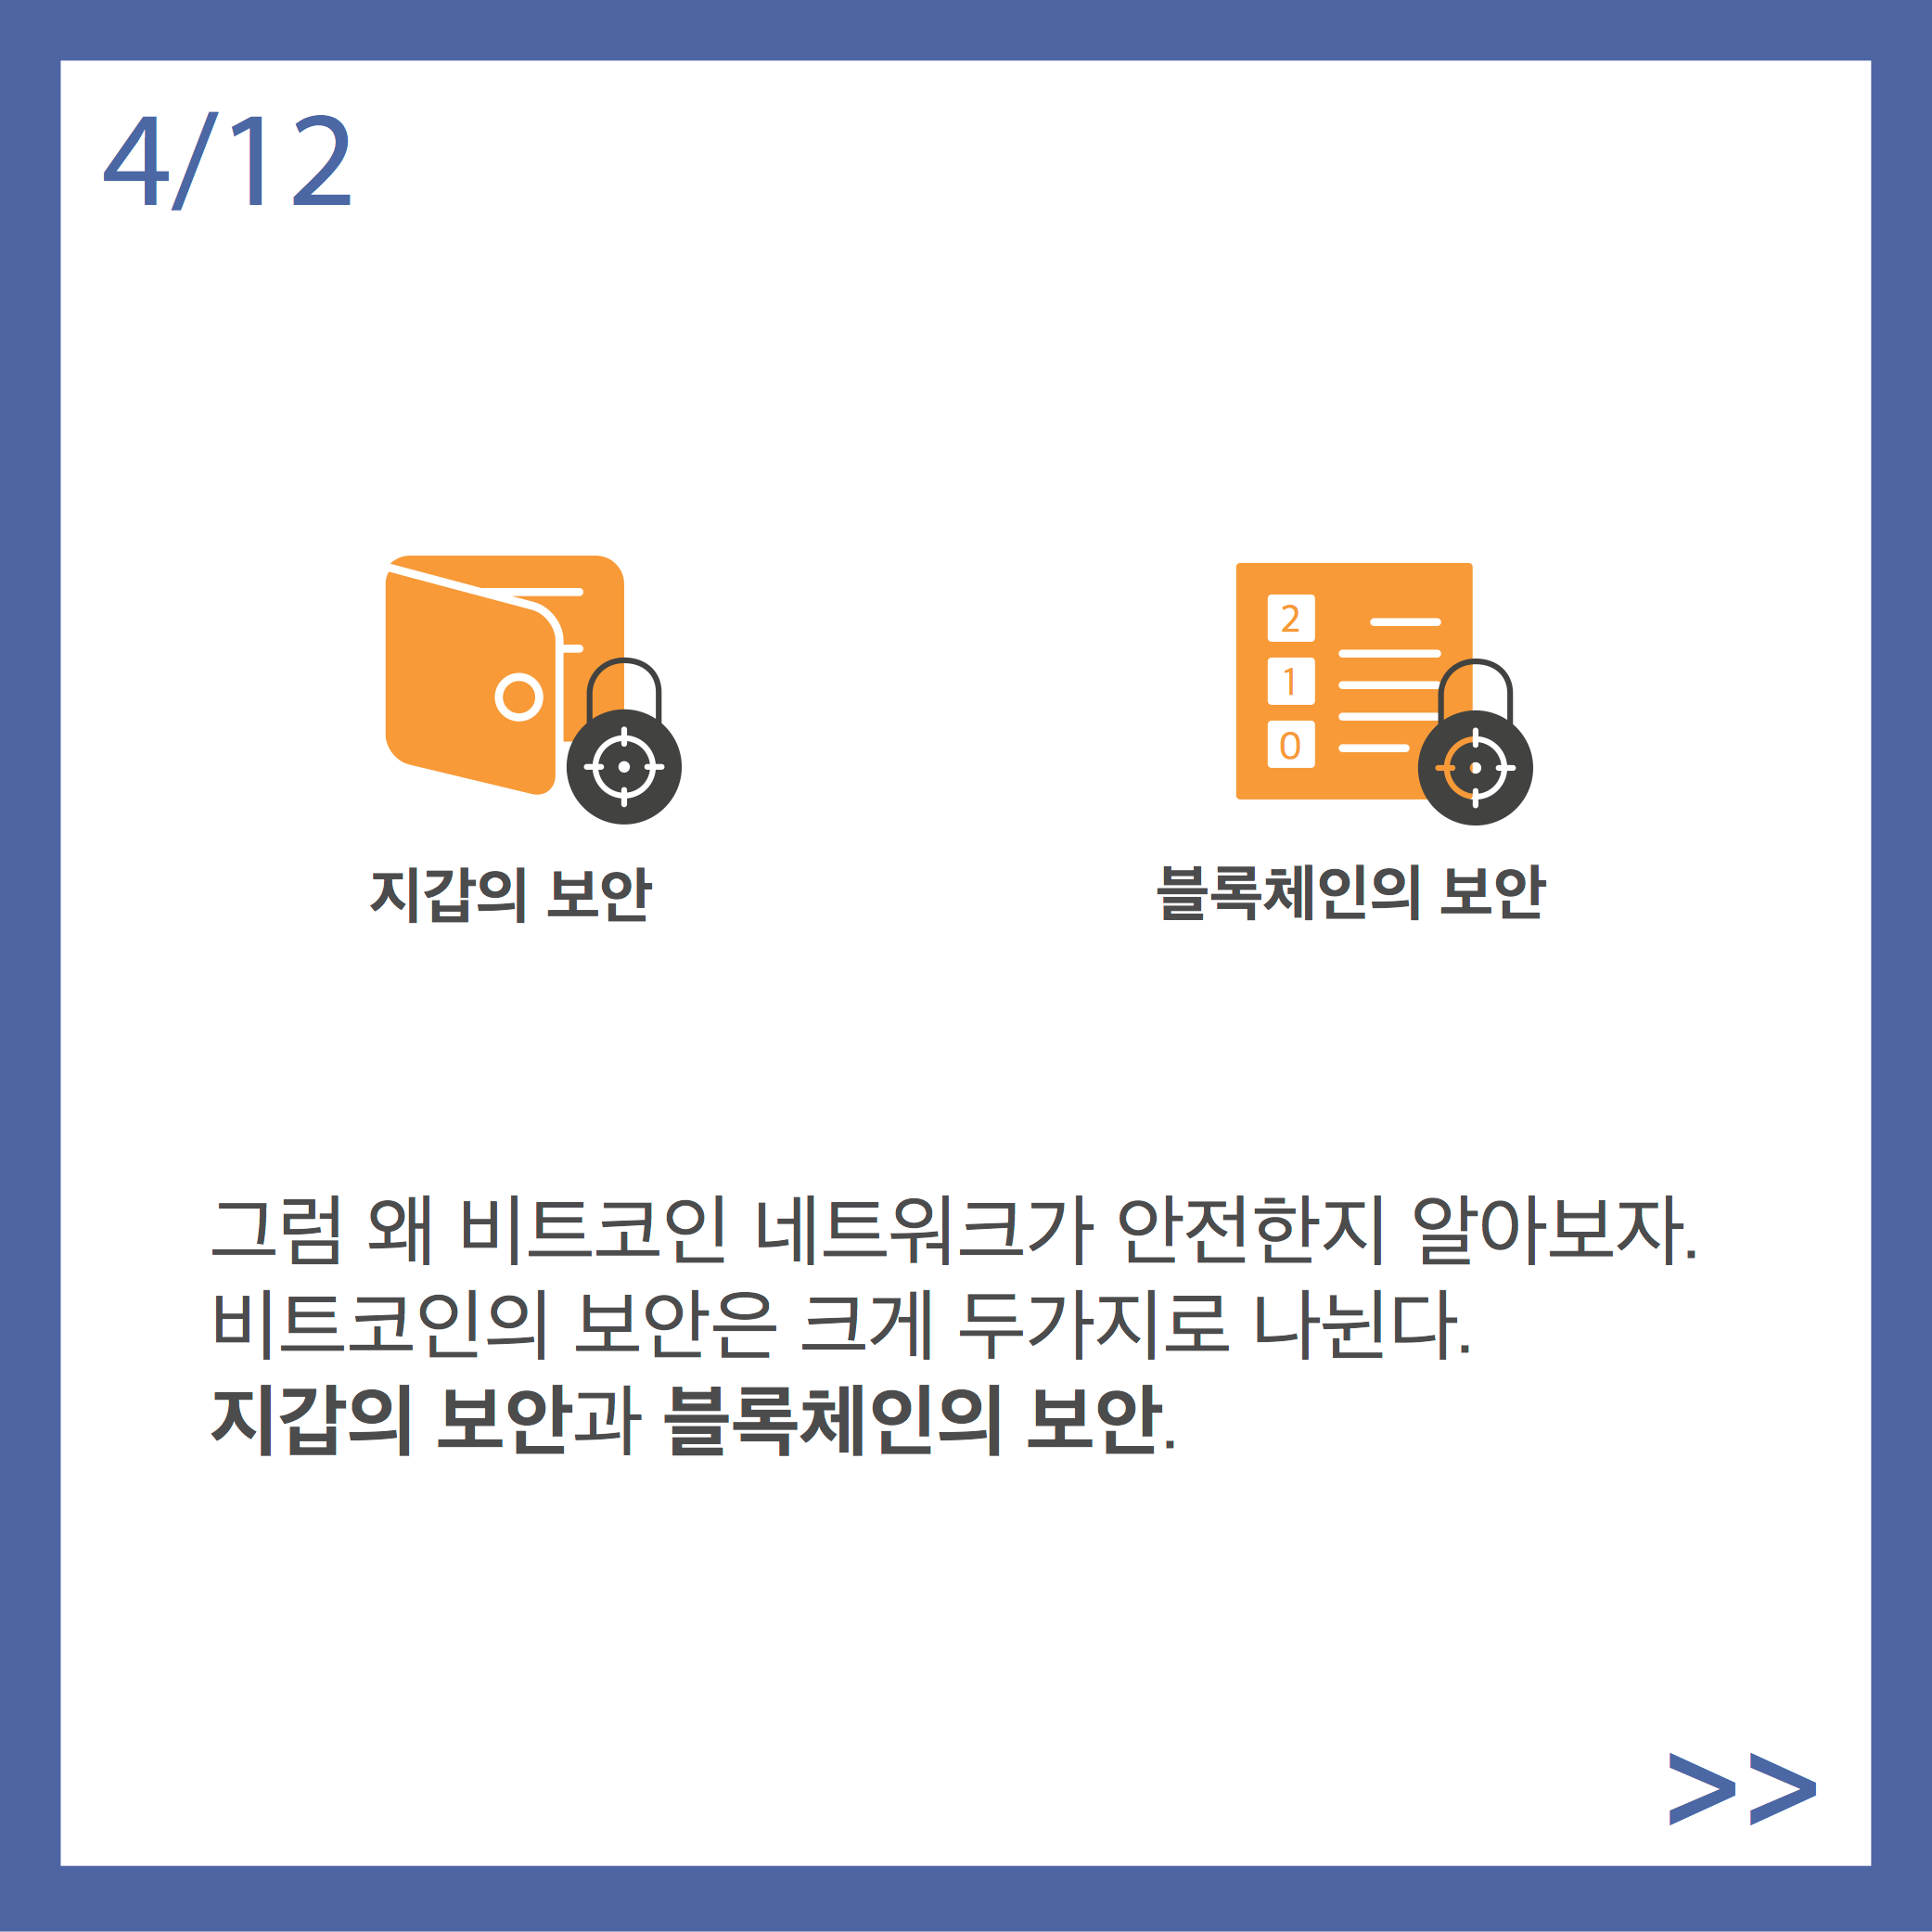 4/12
2
1
0
지갑의 보안
블록체인의 보안
그럼 왜 비트코인 네트워크가 안전한지 알아보자.
비트코인의 보안은 크게 두가지로 나뉜다.
지갑의 보안과 블록체인의 보안.
>>